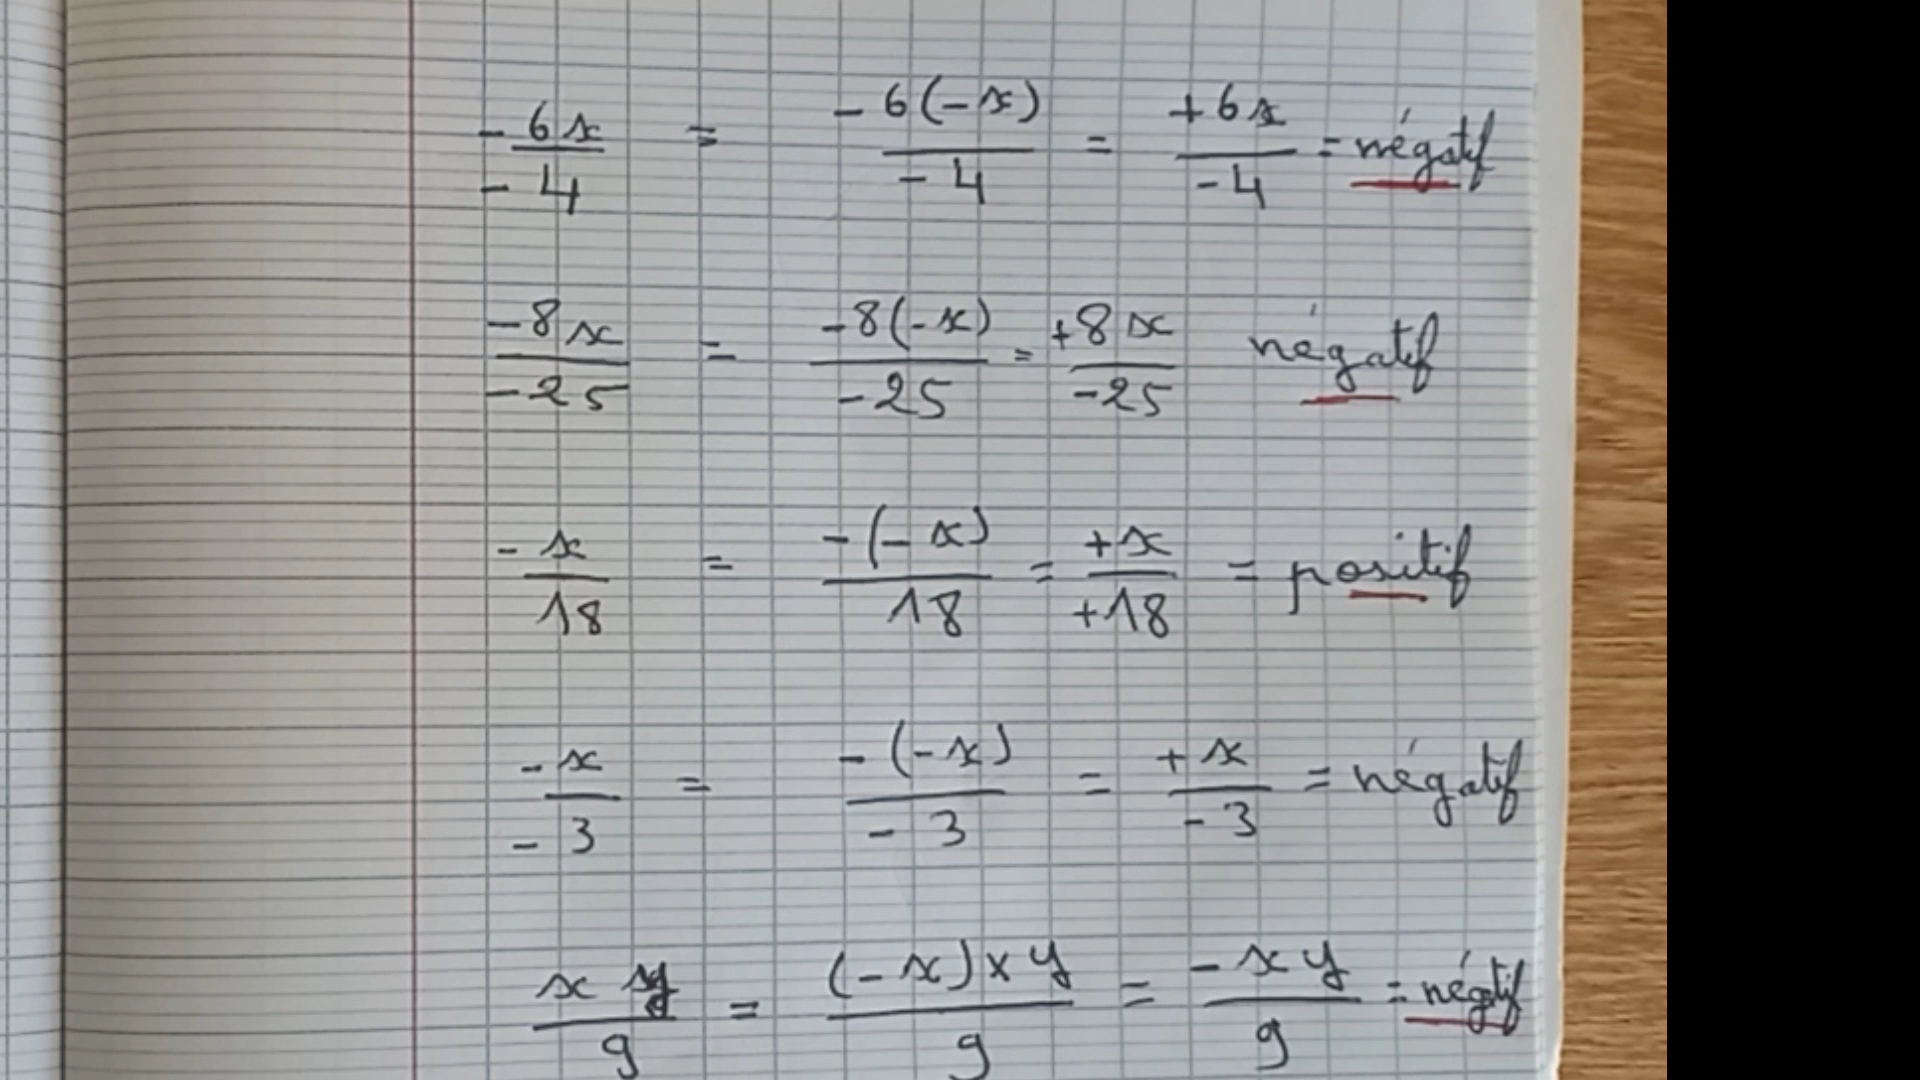 -6x/-4 = -6(-x)/-4 = +6x/-4 = négatif
-8x/-25 = -8(-x)/-25 = +8x/-25 négatif
-x/18 = -(-x)/18 = +x/+18 = positif
-x/-3 = -(-x)/-3 = +x/-3 = négatif
x y/9 = (-x)×y/9 = -xy/9 = négatif